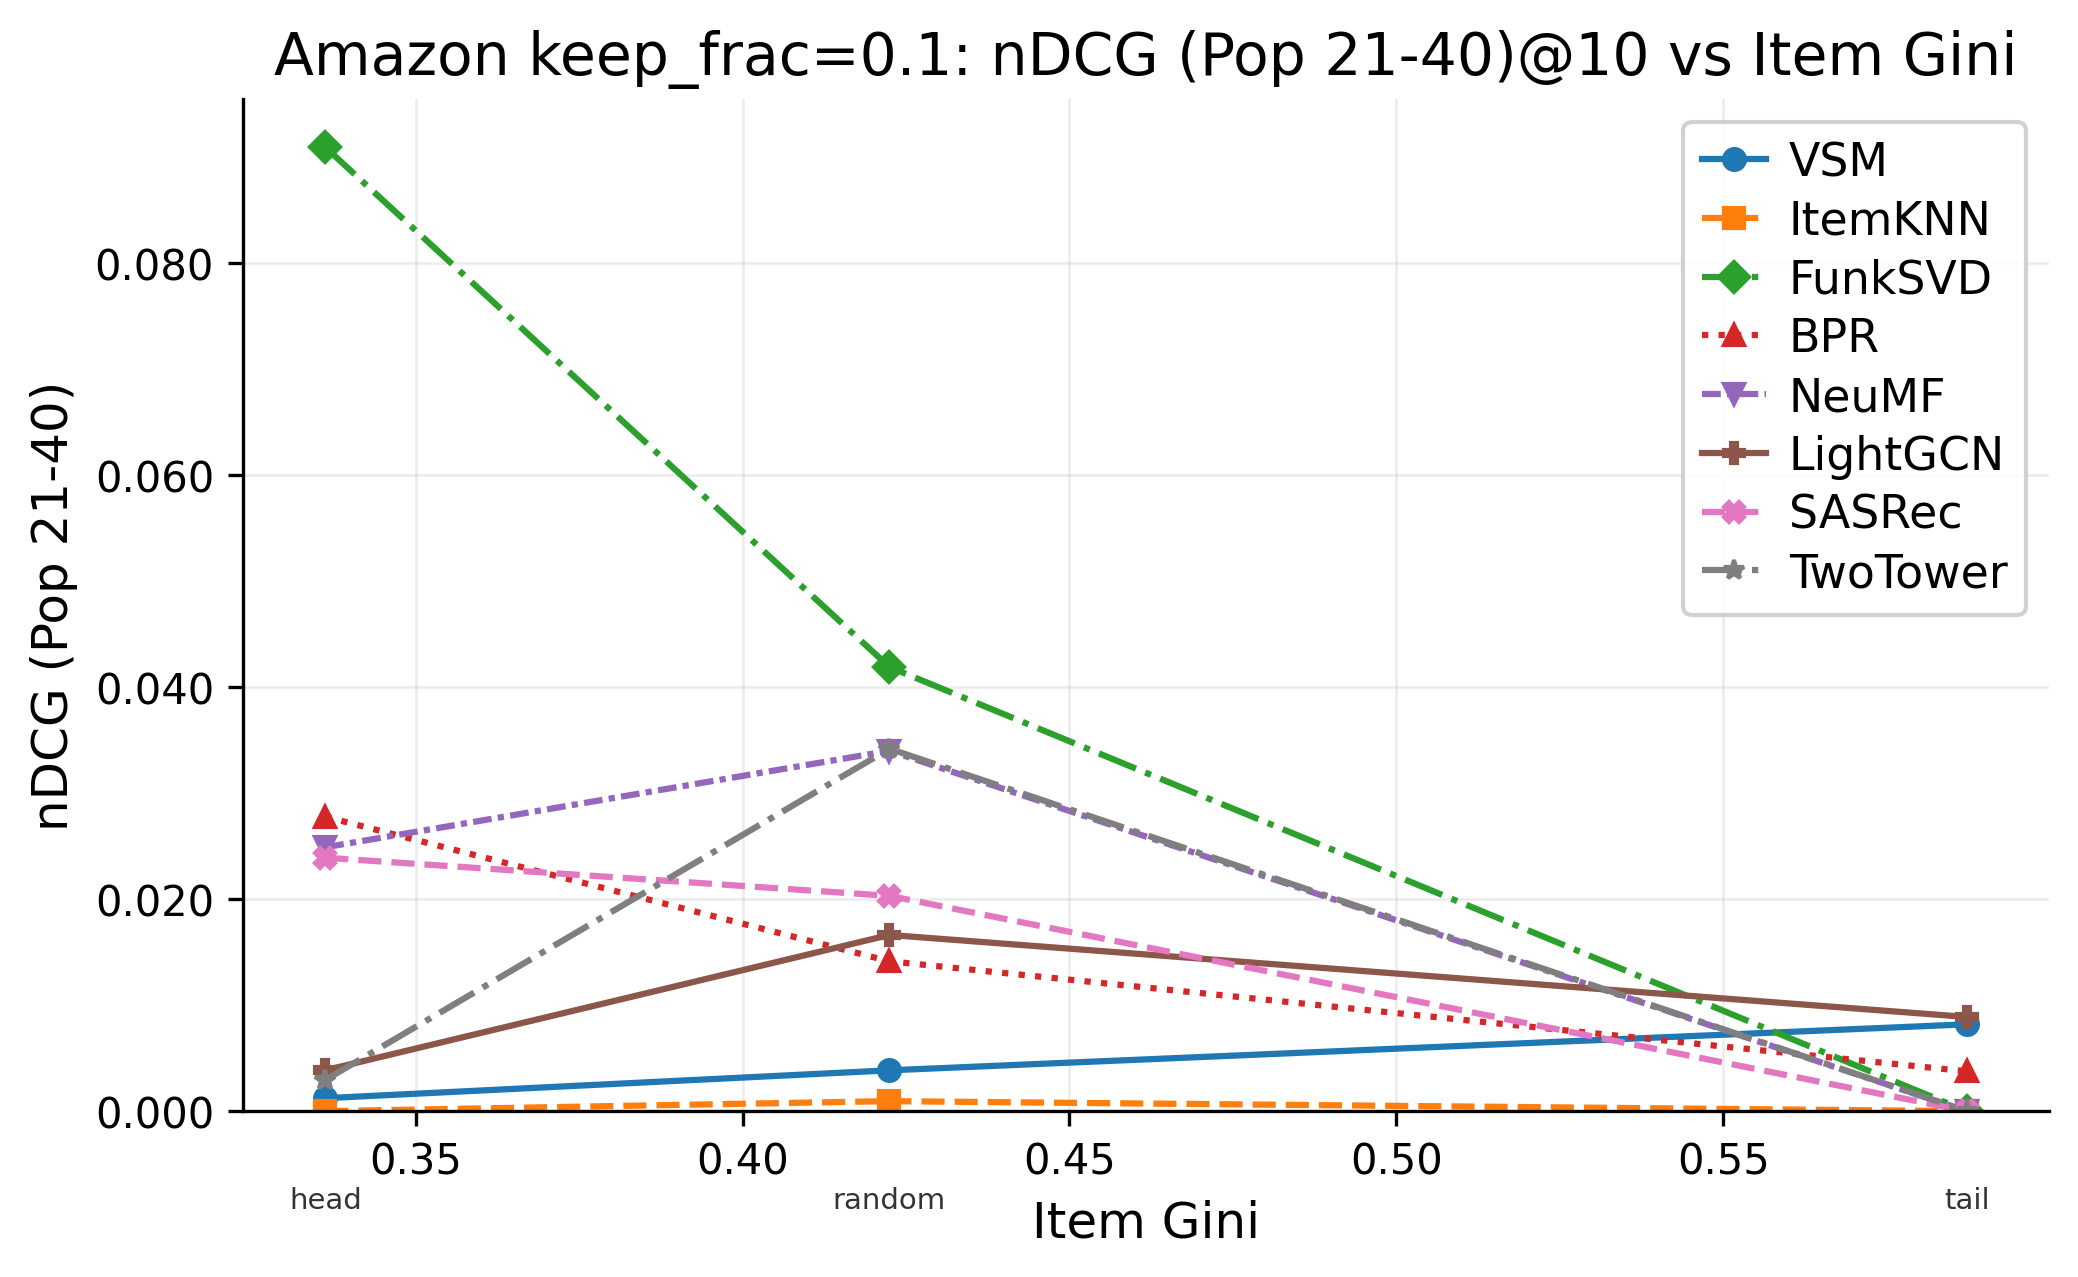 Amazon keep_frac=0.1: nDCG (Pop 21-40)@10 vs Item Gini
nDCG (Pop 21-40)
0.080
0.060
0.040
0.020
0.000
VSM
ItemKNN
FunkSVD
BPR
NeuMF
LightGCN
SASRec
TwoTower
0.35 0.40 0.45 0.50 0.55
head random tail
Item Gini